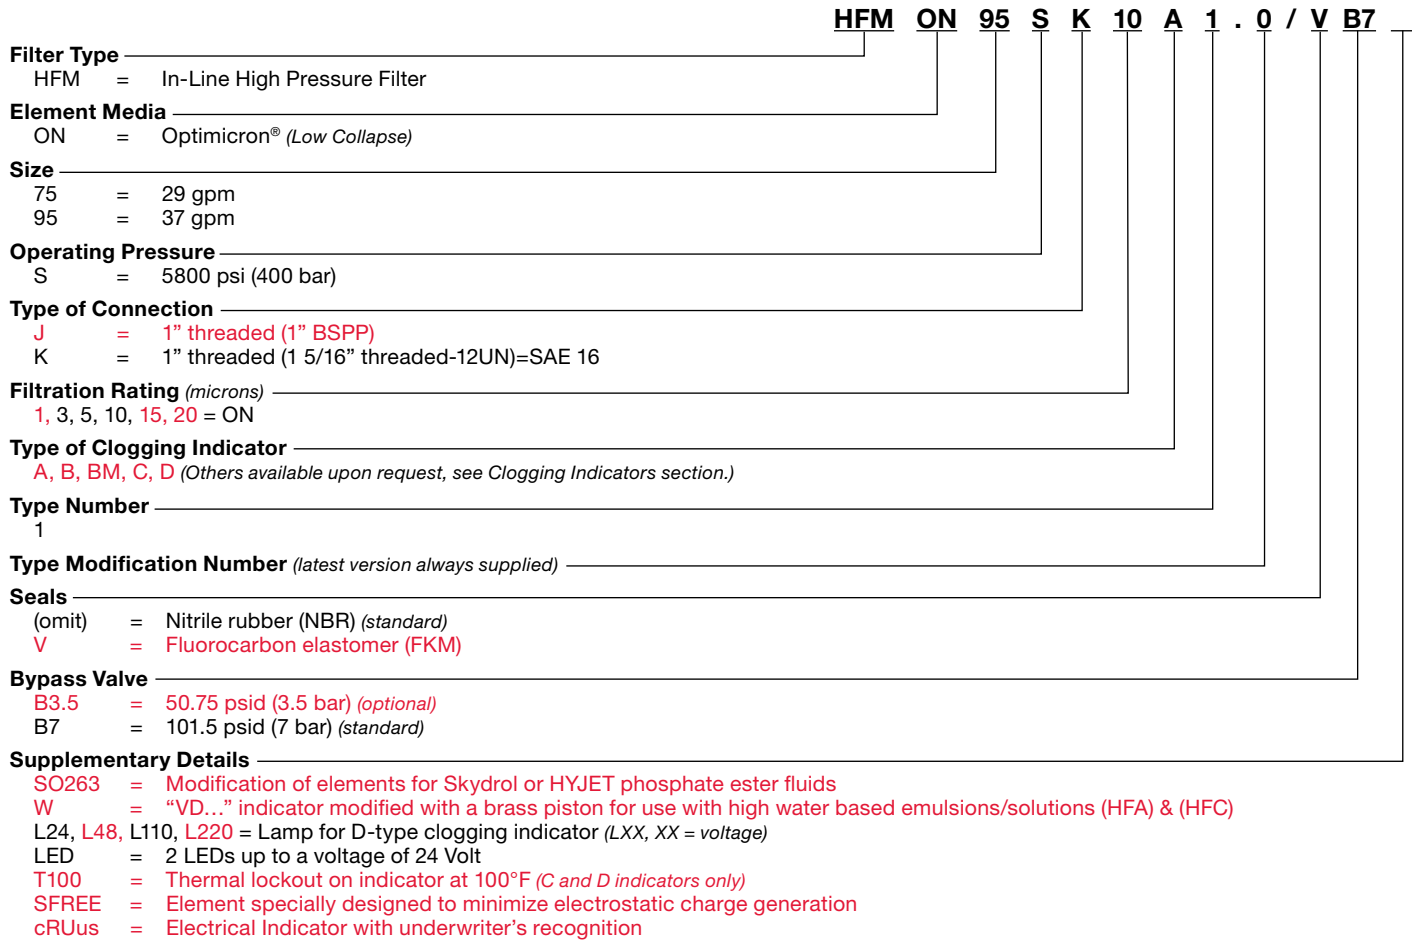 HFM ON 95 S K 10 A 1 . 0 / V B7
Filter Type
HFM = In-Line High Pressure Filter
Element Media
ON = Optimicron® (Low Collapse)
Size
75 = 29 gpm
95 = 37 gpm
Operating Pressure
S = 5800 psi (400 bar)
Type of Connection
J = 1” threaded (1” BSPP)
K = 1” threaded (1 5/16” threaded-12UN)=SAE 16
Filtration Rating (microns)
1, 3, 5, 10, 15, 20 = ON
Type of Clogging Indicator
A, B, BM, C, D (Others available upon request, see Clogging Indicators section.)
Type Number
1
Type Modification Number (latest version always supplied)
Seals
(omit) = Nitrile rubber (NBR) (standard)
V = Fluorocarbon elastomer (FKM)
Bypass Valve
B3.5 = 50.75 psid (3.5 bar) (optional)
B7 = 101.5 psid (7 bar) (standard)
Supplementary Details
SO263 = Modification of elements for Skydrol or HYJET phosphate ester fluids
W = “VD...” indicator modified with a brass piston for use with high water based emulsions/solutions (HFA) & (HFC)
L24, L48, L110, L220 = Lamp for D-type clogging indicator (LXX, XX = voltage)
LED = 2 LEDs up to a voltage of 24 Volt
T100 = Thermal lockout on indicator at 100°F (C and D indicators only)
SFREE = Element specially designed to minimize electrostatic charge generation
cRUus = Electrical Indicator with underwriter’s recognition